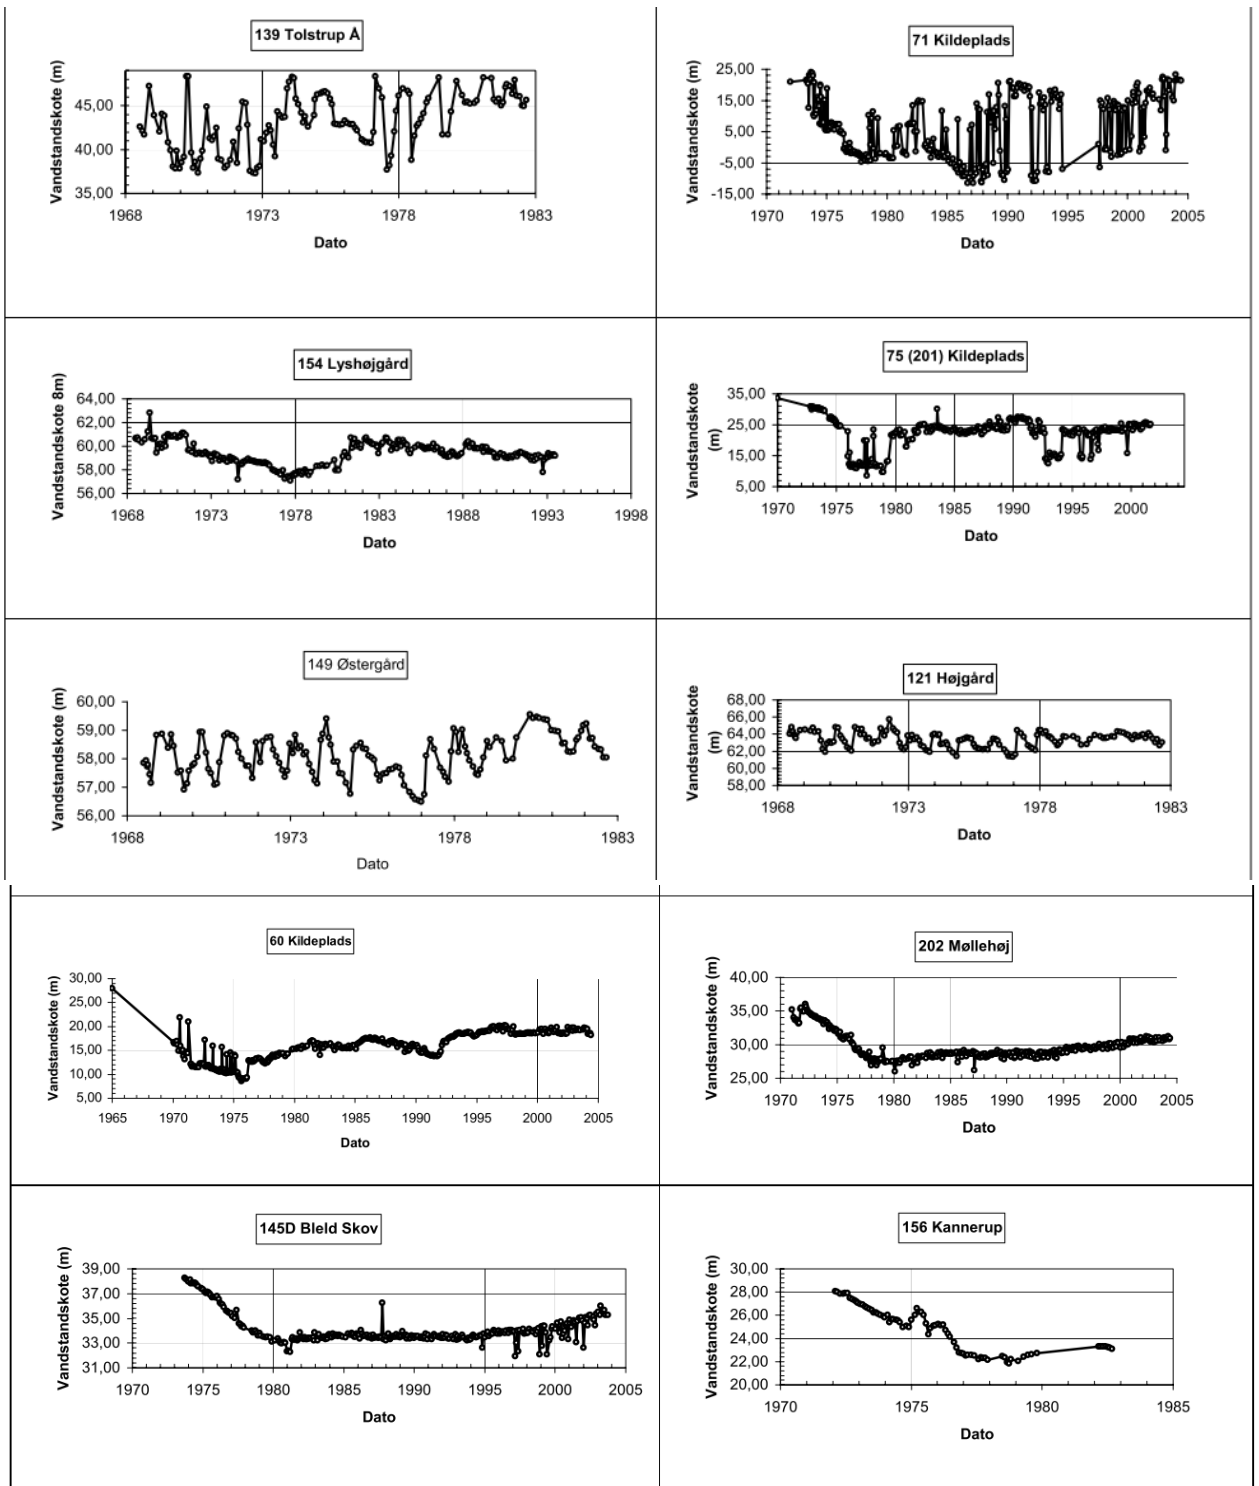 139 Tolstrup Å
Vandstandskote (m)
45,00
40,00
35,00
1968 1973 1978 1983
Dato
71 Kildeplads
Vandstandskote (m)
25,00
15,00
5,00
-5,00
-15,00
1970 1975 1980 1985 1990 1995 2000 2005
Dato
154 Lyshøjgård
Vandstandskote 8m)
64,00
62,00
60,00
58,00
56,00
1968 1973 1978 1983 1988 1993 1998
Dato
75 (201) Kildeplads
Vandstandskote
(m)
35,00
25,00
15,00
5,00
1970 1975 1980 1985 1990 1995 2000
Dato
149 Østergård
Vandstandskote (m)
60,00
59,00
58,00
57,00
56,00
1968 1973 1978 1983
Dato
121 Højgård
Vandstandskote
(m)
68,00
66,00
64,00
62,00
60,00
58,00
1968 1973 1978 1983
Dato
60 Kildeplads
Vandstandskote (m)
30,00
25,00
20,00
15,00
10,00
5,00
1965 1970 1975 1980 1985 1990 1995 2000 2005
Dato
202 Møllehøj
Vandstandskote (m)
40,00
35,00
30,00
25,00
1970 1975 1980 1985 1990 1995 2000 2005
Dato
145D Bleld Skov
Vandstandskote (m)
39,00
37,00
35,00
33,00
31,00
1970 1975 1980 1985 1990 1995 2000 2005
Dato
156 Kannerup
Vandstandskote (m)
30,00
28,00
26,00
24,00
22,00
20,00
1970 1975 1980 1985
Dato